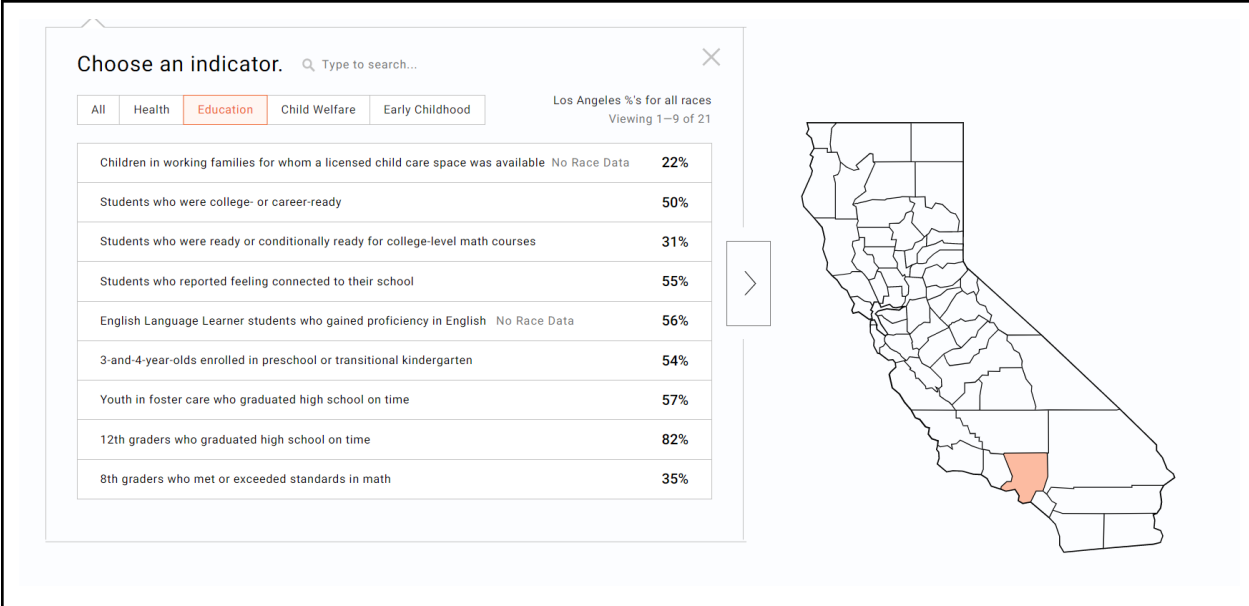 Choose an indicator. Type to search...
All Health Education Child Welfare Early Childhood
Los Angeles %'s for all races
Viewing 1—9 of 21
Children in working families for whom a licensed child care space was available No Race Data 22%
Students who were college- or career-ready 50%
Students who were ready or conditionally ready for college-level math courses 31%
Students who reported feeling connected to their school 55%
English Language Learner students who gained proficiency in English No Race Data 56%
3-and-4-year-olds enrolled in preschool or transitional kindergarten 54%
Youth in foster care who graduated high school on time 57%
12th graders who graduated high school on time 82%
8th graders who met or exceeded standards in math 35%